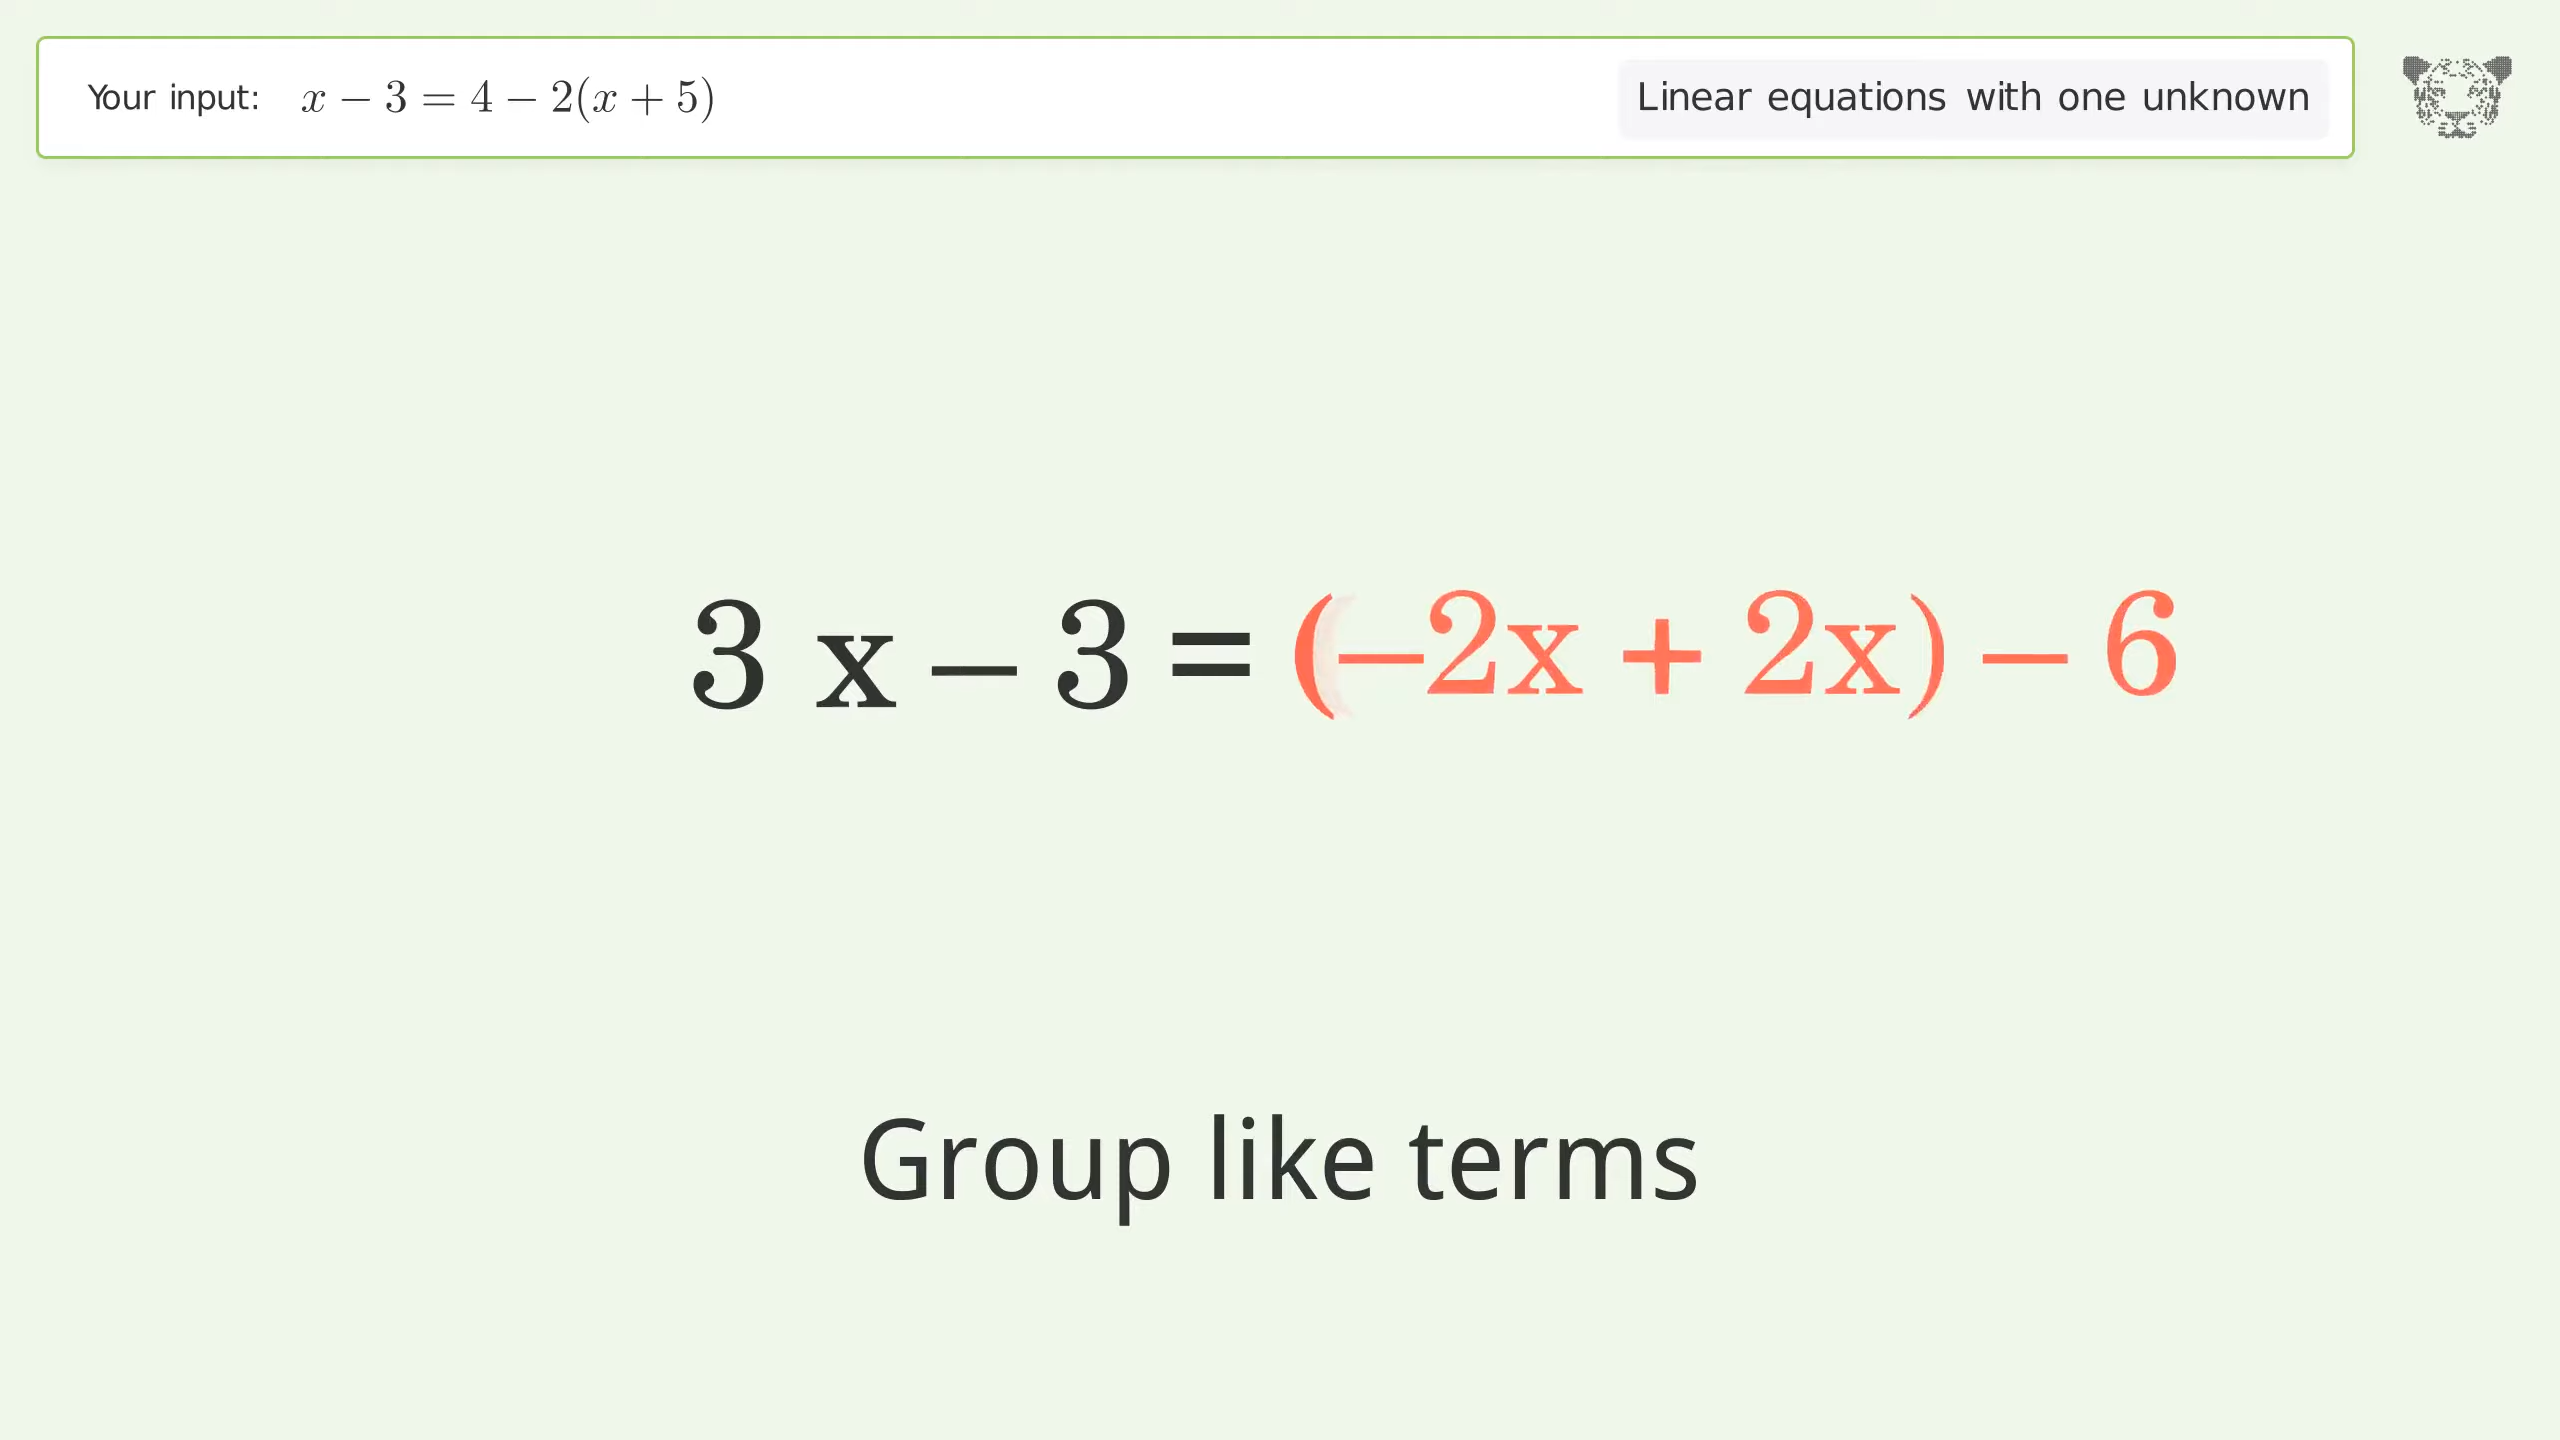 Your input: x − 3 = 4 − 2(x + 5) Linear equations with one unknown
3 x − 3 = (−2x + 2x) − 6
Group like terms